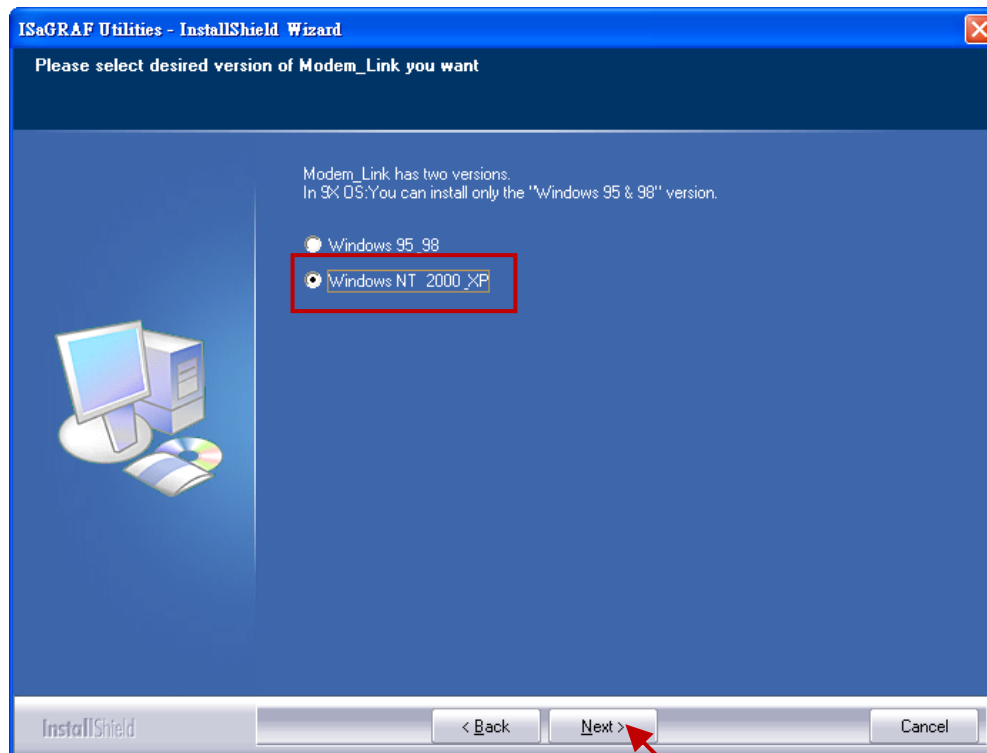 ISaGRAF Utilities - InstallShield Wizard
Please select desired version of Modem_Link you want
Modem_Link has two versions.
In 9X OS:You can install only the "Windows 95 & 98" version.
Windows 95_98
Windows NT_2000_XP
InstallShield
< Back
Next >
Cancel